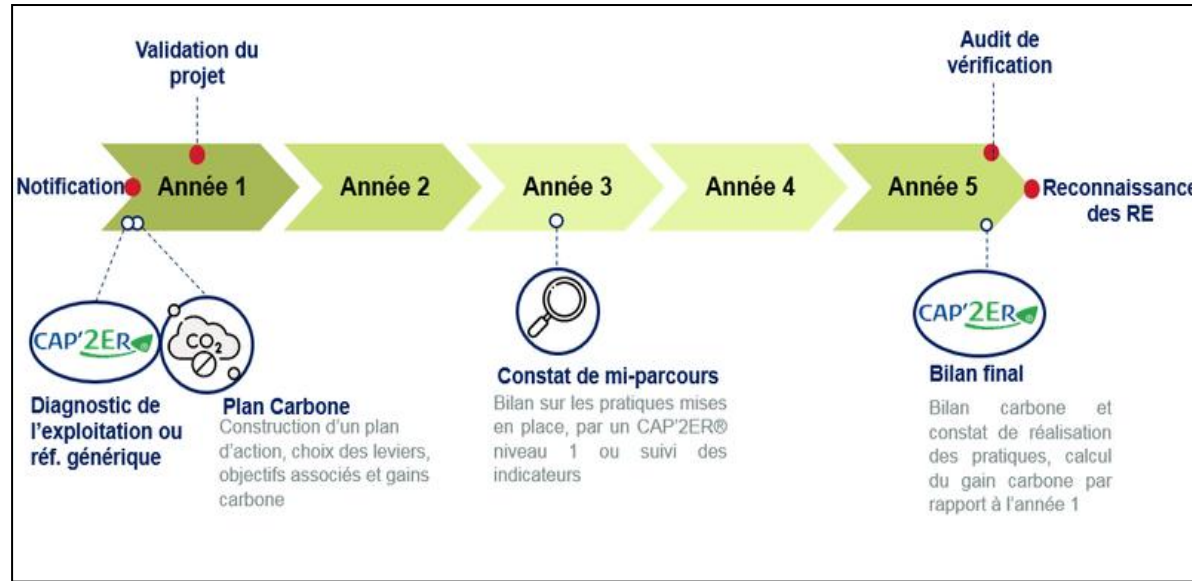 Validation du
projet
Audit de
vérification
Notification
Année 1
Année 2
Année 3
Année 4
Année 5
Reconnaissance
des RE
CAP'2ER®
CO2
CAP'2ER®
Diagnostic de
l'exploitation ou
réf. générique
Plan Carbone
Construction d'un plan
d'action, choix des leviers,
objectifs associés et gains
carbone
Constat de mi-parcours
Bilan sur les pratiques mises
en place, par un CAP'2ER®
niveau 1 ou suivi des
indicateurs
Bilan final
Bilan carbone et
constat de réalisation
des pratiques, calcul
du gain carbone par
rapport à l'année 1